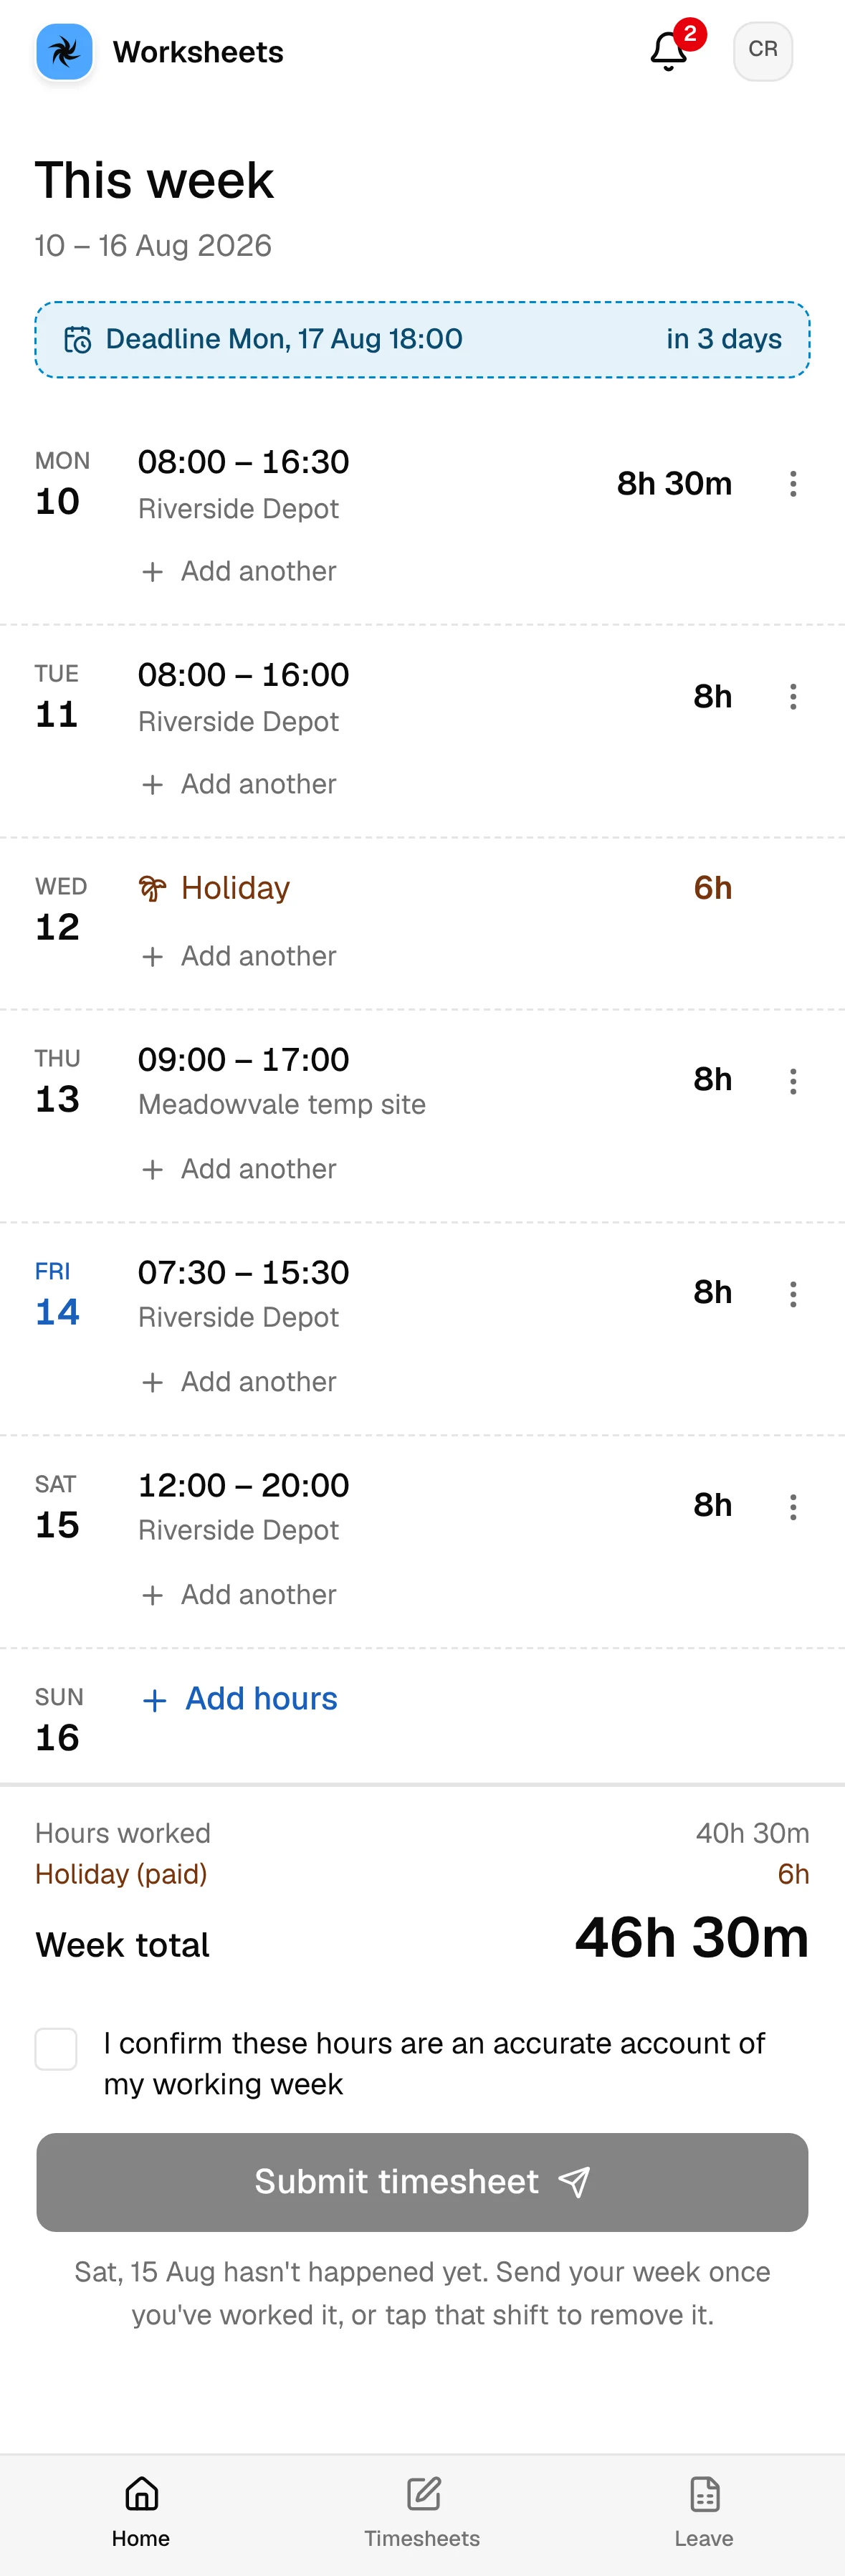 Worksheets
2
CR
This week
10 – 16 Aug 2026
Deadline Mon, 17 Aug 18:00
in 3 days
MON
10
08:00 – 16:30
Riverside Depot
8h 30m
Add another
TUE
11
08:00 – 16:00
Riverside Depot
8h
Add another
WED
12
Holiday
6h
Add another
THU
13
09:00 – 17:00
Meadowvale temp site
8h
Add another
FRI
14
07:30 – 15:30
Riverside Depot
8h
Add another
SAT
15
12:00 – 20:00
Riverside Depot
8h
Add another
SUN
16
Add hours
Hours worked
40h 30m
Holiday (paid)
6h
Week total
46h 30m
I confirm these hours are an accurate account of
my working week
Submit timesheet
Sat, 15 Aug hasn't happened yet. Send your week once
you've worked it, or tap that shift to remove it.
Home
Timesheets
Leave